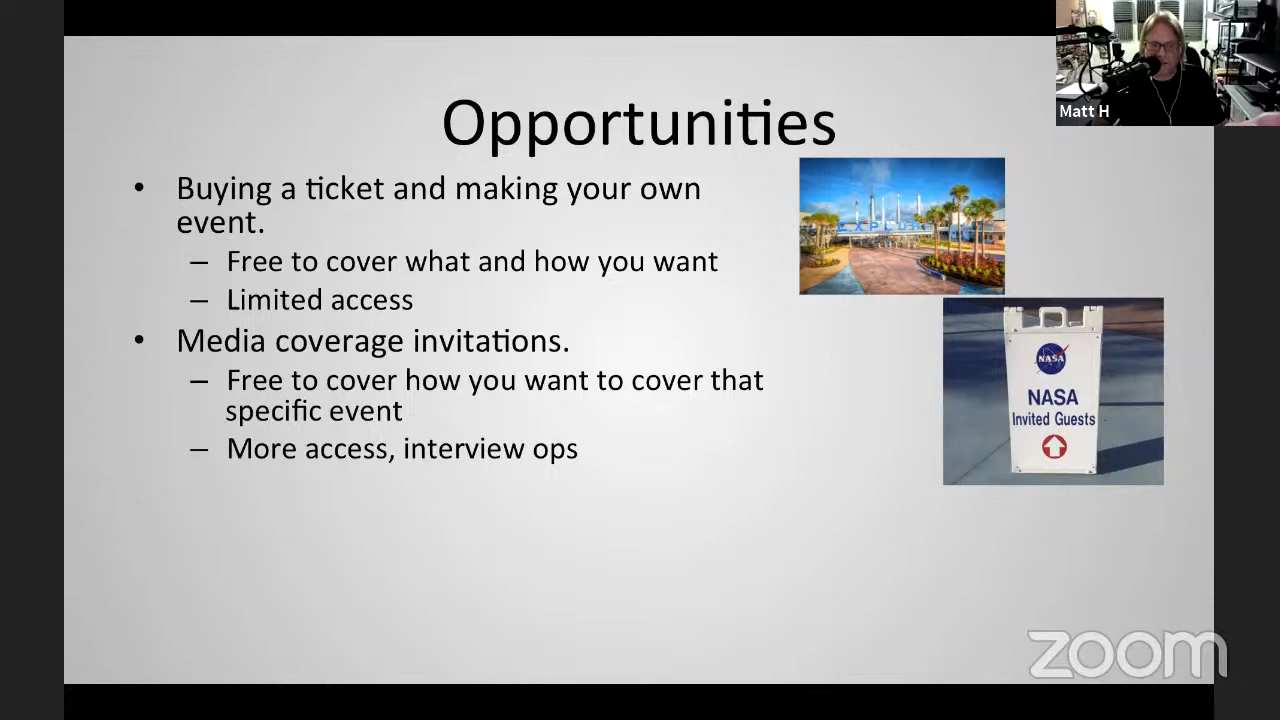 Matt H
Opportunities
• Buying a ticket and making your own
event.
– Free to cover what and how you want
– Limited access
• Media coverage invitations.
– Free to cover how you want to cover that
specific event
– More access, interview ops
EXPLORE
NASA
NASA
Invited Guests
zoom